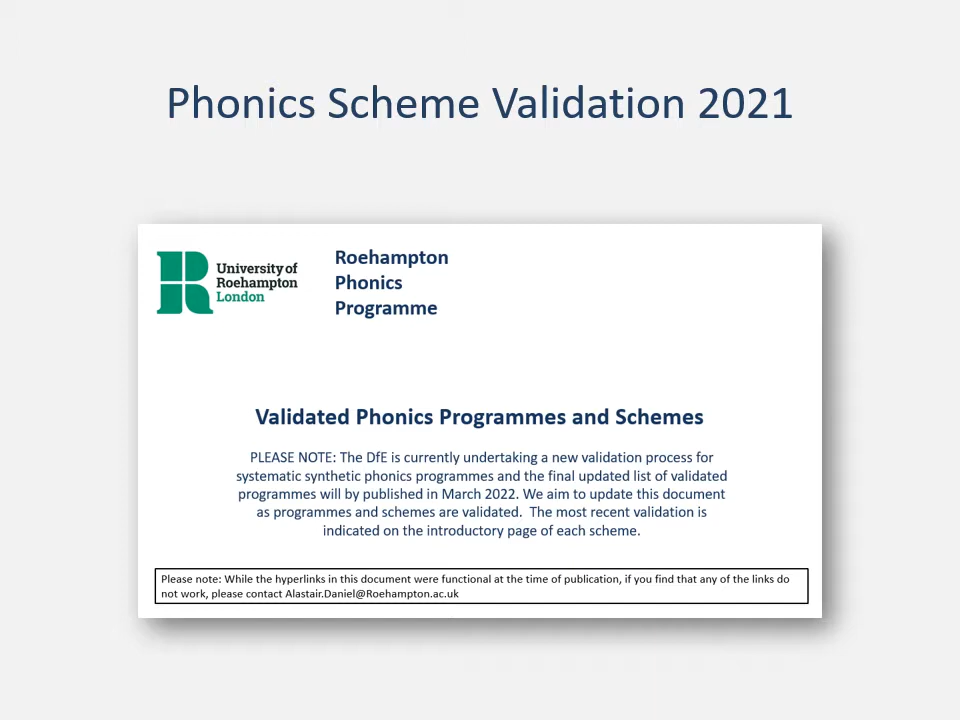 Phonics Scheme Validation 2021
University of
Roehampton
London
Roehampton
Phonics
Programme
Validated Phonics Programmes and Schemes
PLEASE NOTE: The DfE is currently undertaking a new validation process for
systematic synthetic phonics programmes and the final updated list of validated
programmes will by published in March 2022. We aim to update this document
as programmes and schemes are validated.  The most recent validation is
indicated on the introductory page of each scheme.
Please note: While the hyperlinks in this document were functional at the time of publication, if you find that any of the links do
not work, please contact Alastair.Daniel@Roehampton.ac.uk